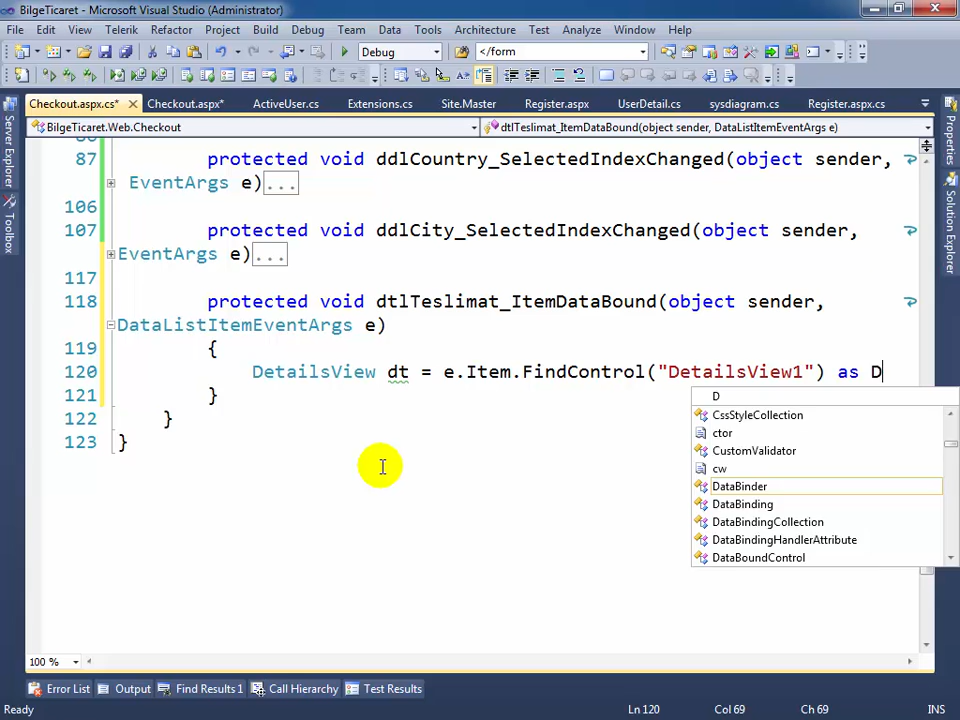 BilgeTicaret - Microsoft Visual Studio (Administrator)
File Edit View Telerik Refactor Project Build Debug Team Data Tools Architecture Test Analyze Window Help
Debug </form
Checkout.aspx.cs* Checkout.aspx* ActiveUser.cs Extensions.cs Site.Master Register.aspx UserDetail.cs sysdiagram.cs Register.aspx.cs
BilgeTicaret.Web.Checkout dtlTeslimat_ItemDataBound(object sender, DataListItemEventArgs e)
Server Explorer
Toolbox
Properties
Solution Explorer
87 protected void ddlCountry_SelectedIndexChanged(object sender,
EventArgs e)...
106
107 protected void ddlCity_SelectedIndexChanged(object sender,
EventArgs e)...
117
118 protected void dtlTeslimat_ItemDataBound(object sender,
DataListItemEventArgs e)
119 {
120 DetailsView dt = e.Item.FindControl("DetailsView1") as D
121 }
122 }
123 }
D
CssStyleCollection
ctor
CustomValidator
cw
DataBinder
DataBinding
DataBindingCollection
DataBindingHandlerAttribute
DataBoundControl
100 %
Error List Output Find Results 1 Call Hierarchy Test Results
Ready Ln 120 Col 69 Ch 69 INS